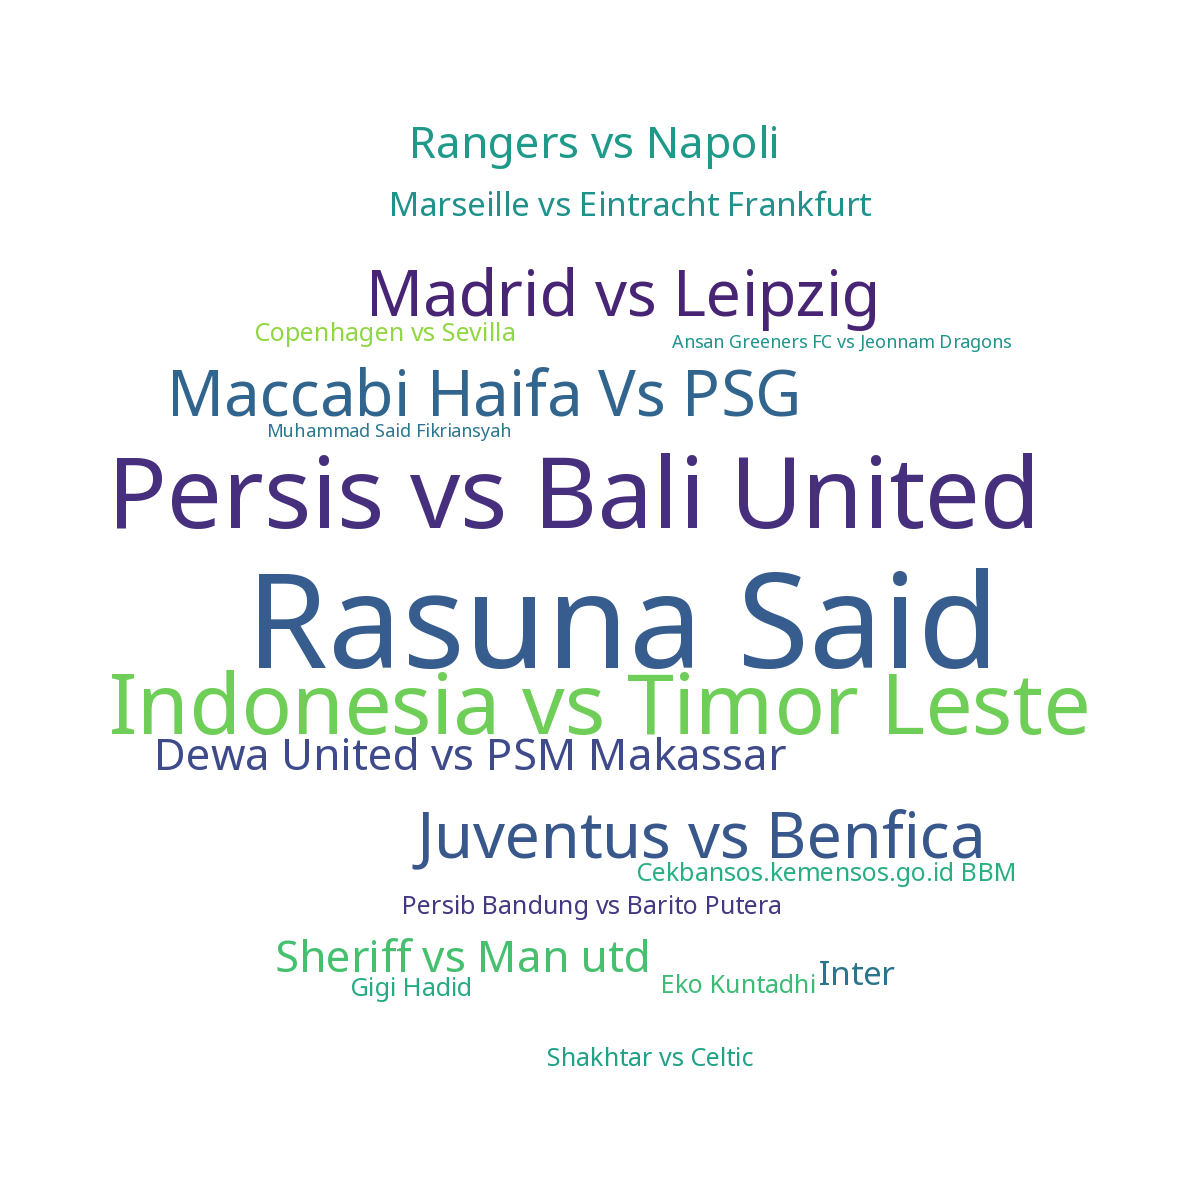 Rangers vs Napoli
Marseille vs Eintracht Frankfurt
Madrid vs Leipzig
Copenhagen vs Sevilla
Ansan Greeners FC vs Jeonnam Dragons
Maccabi Haifa Vs PSG
Muhammad Said Fikriansyah
Persis vs Bali United
Rasuna Said
Indonesia vs Timor Leste
Dewa United vs PSM Makassar
Juventus vs Benfica
Cekbansos.kemensos.go.id BBM
Persib Bandung vs Barito Putera
Sheriff vs Man utd
Inter
Gigi Hadid
Eko Kuntadhi
Shakhtar vs Celtic